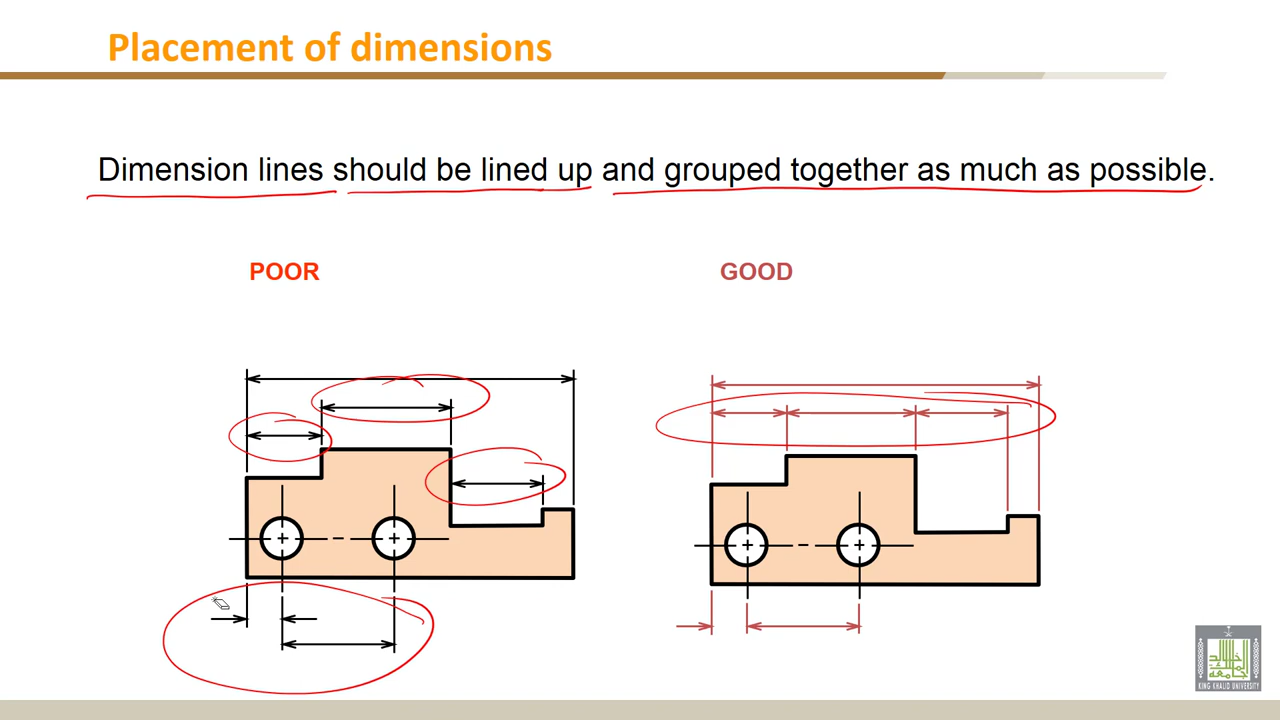 Placement of dimensions
Dimension lines should be lined up and grouped together as much as possible.
POOR
GOOD
KING KHALID UNIVERSITY